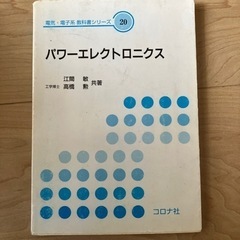 電気・電子系 教科書シリーズ 20
パワーエレクトロニクス
江間 敏
工学博士 高橋 勲 共著
コロナ社